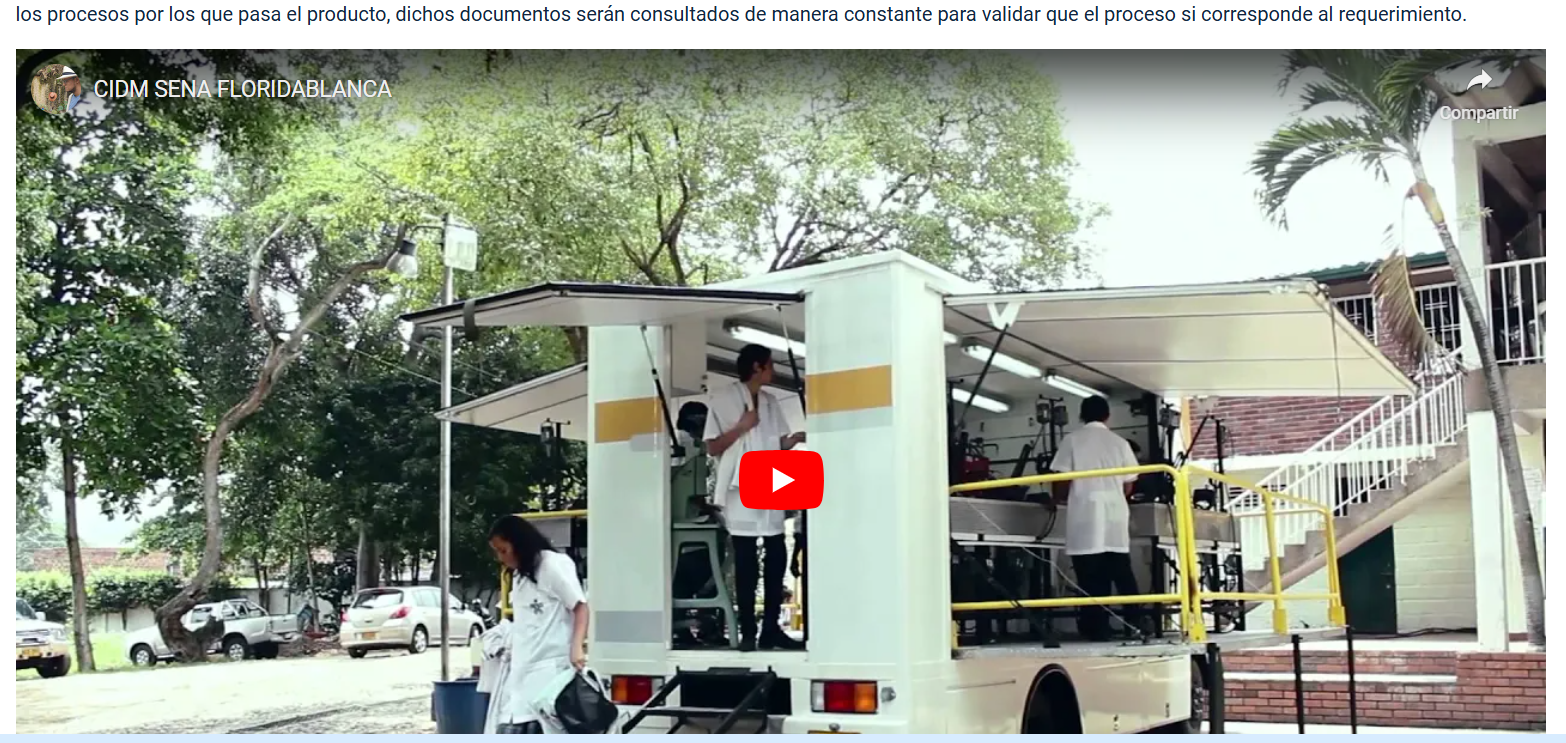 los procesos por los que pasa el producto, dichos documentos serán consultados de manera constante para validar que el proceso si corresponde al requerimiento.
CIDM SENA FLORIDABLANCA
Compartir